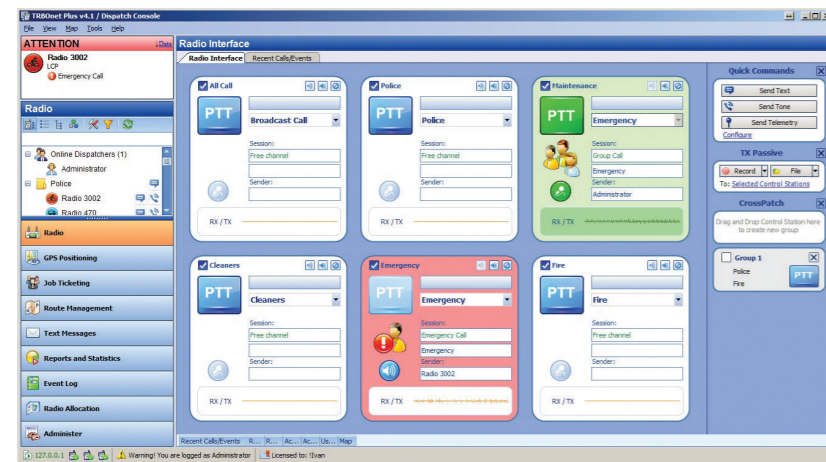 TRBOnet Plus v4.1 / Dispatch Console
File View Map Tools Help
ATTENTION
Data
Radio 3002
LCP
Emergency Call
Radio
Online Dispatchers (1)
Administrator
Police
Radio 3002
Radio 470
Radio
GPS Positioning
Job Ticketing
Route Management
Text Messages
Reports and Statistics
Event Log
Radio Allocation
Administer
Radio Interface
Radio Interface Recent Calls/Events
All Call
PTT
Broadcast Call
Session:
Free channel
Sender:
RX / TX
Police
PTT
Police
Session:
Free channel
Sender:
RX / TX
Maintenance
PTT
Emergency
Session:
Group Call
Emergency
Sender:
Administrator
RX / TX
Cleaners
PTT
Cleaners
Session:
Free channel
Sender:
RX / TX
Emergency
PTT
Emergency
Session:
Emergency Call
Emergency
Sender:
Radio 3002
RX / TX
Fire
PTT
Fire
Session:
Free channel
Sender:
RX / TX
Quick Commands
Send Text
Send Tone
Send Telemetry
Configure
TX Passive
Record File
To: Selected Control Stations
CrossPatch
Drag and Drop Control Station here
to create new group
Group 1
Police
Fire
PTT
Recent Calls/Events R... R... Ac... Ac... Us... Map
127.0.0.1 Warning! You are logged as Administrator Licensed to: !Ivan